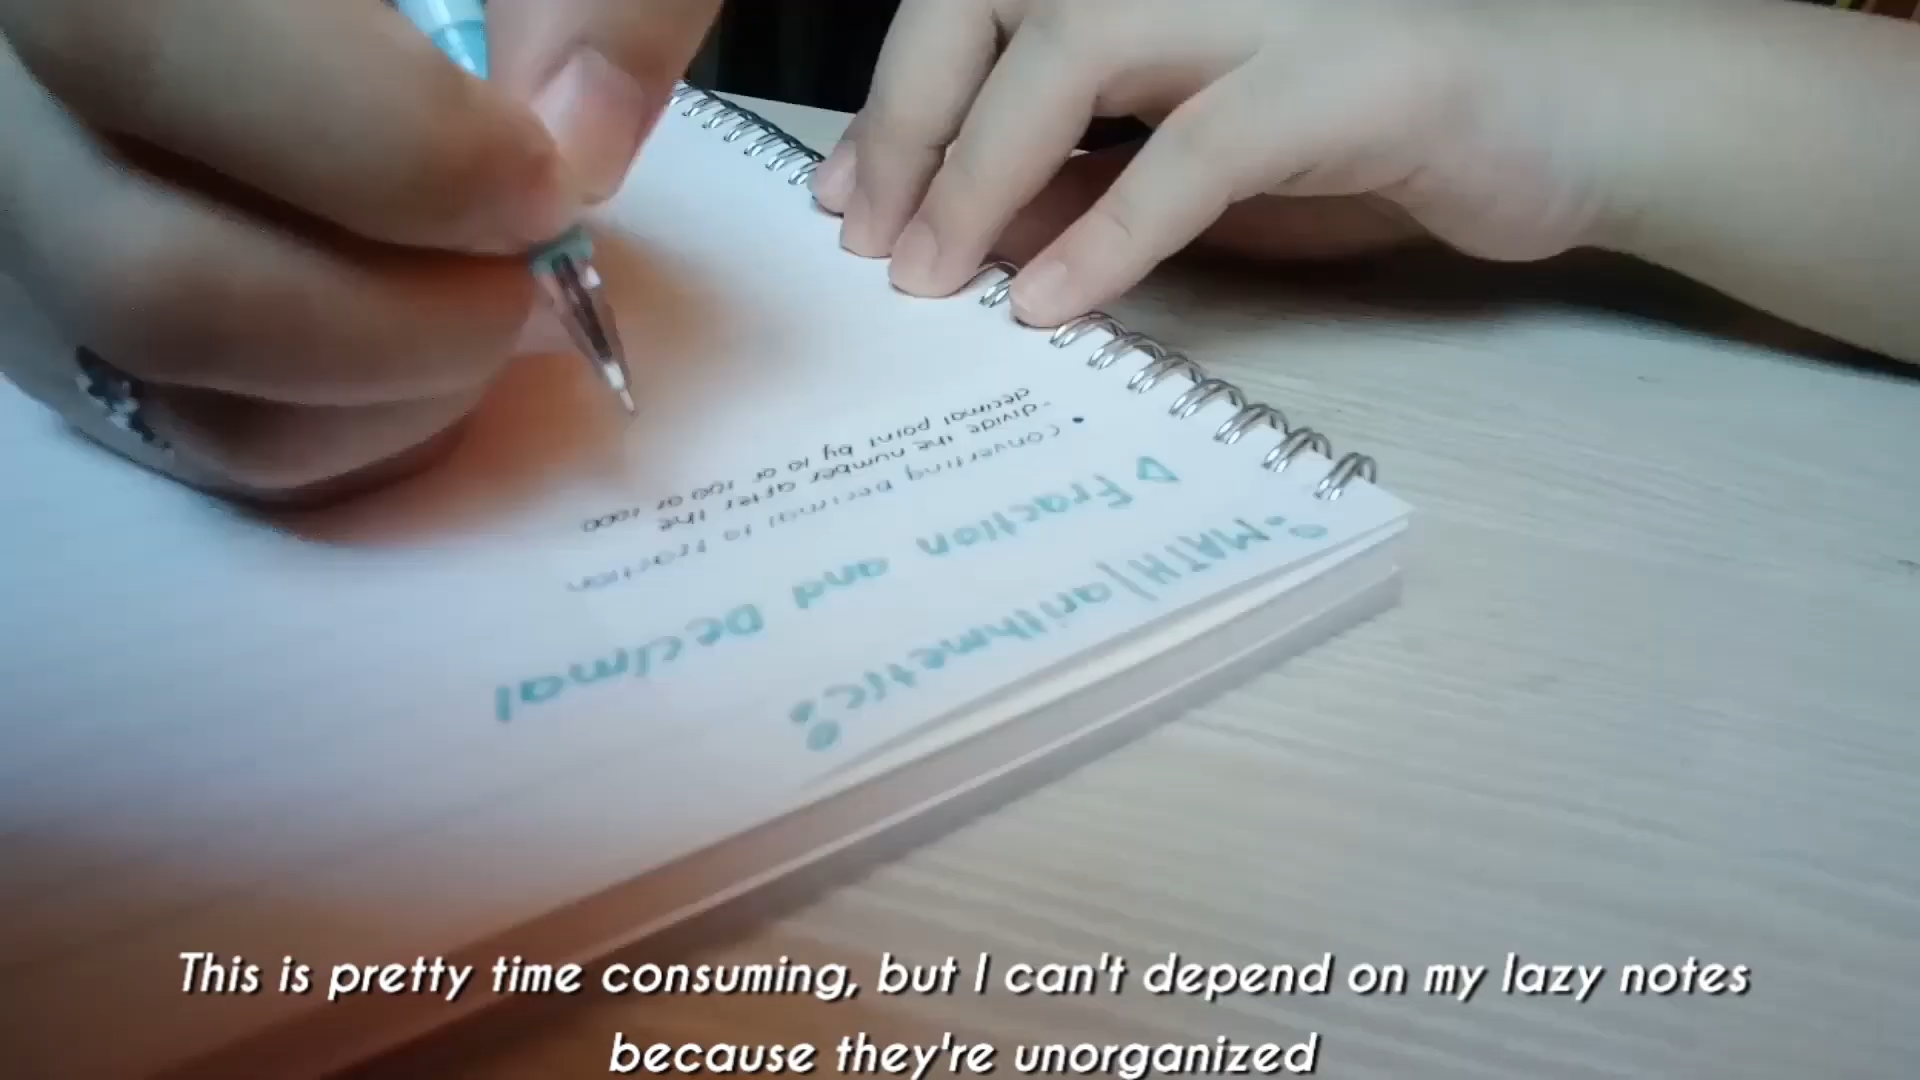 • MATH/arithmetic:
▷ Fraction and Decimal
• converting Decimal to fraction
-divide the number after the
decimal point by 10 or 100 or 1000
This is pretty time consuming, but I can't depend on my lazy notes
because they're unorganized